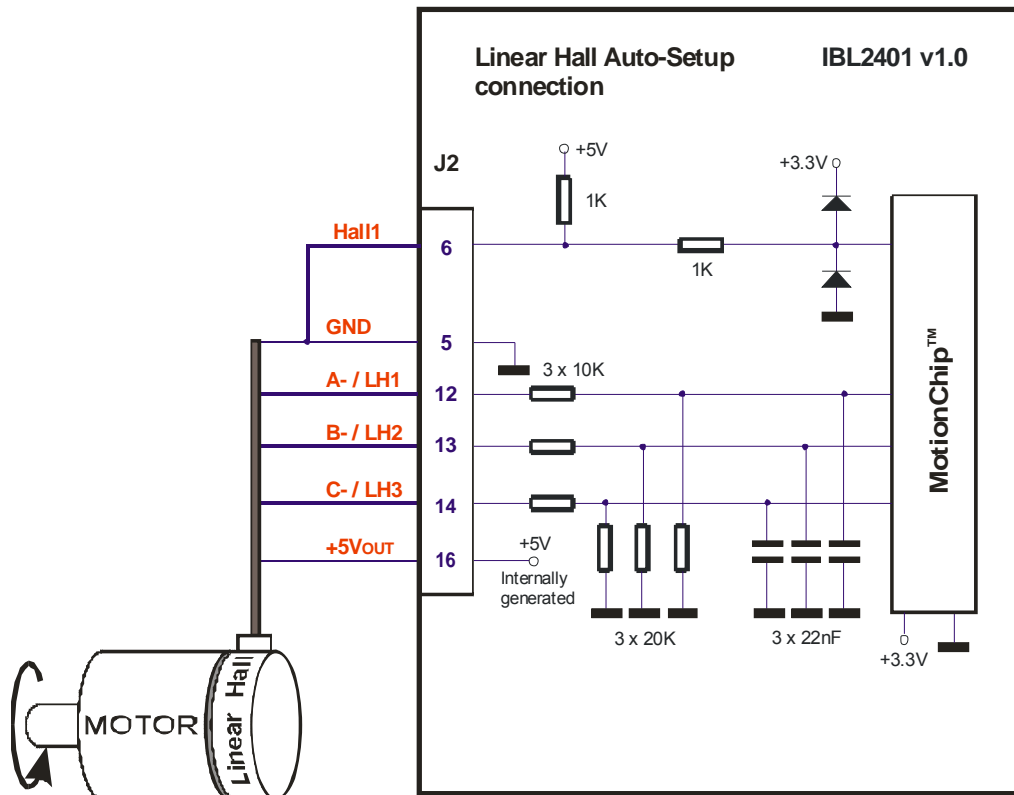 Linear Hall Auto-Setup
connection
IBL2401 v1.0
J2
+5V
+3.3V
1K
Hall1
6
1K
GND
5
3 x 10K
A- / LH1
12
B- / LH2
13
C- / LH3
14
+5VOUT
16
+5V
Internally
generated
3 x 20K
3 x 22nF
+3.3V
MotionChip™
Linear Hall
MOTOR